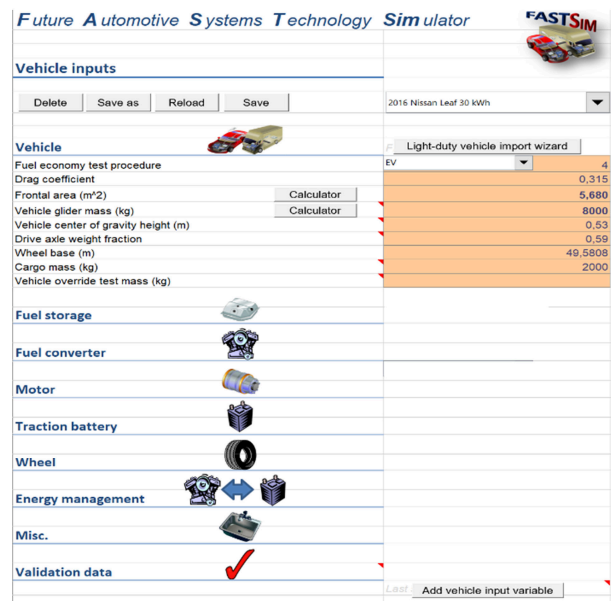 Future Automotive Systems Technology Simulator
FASTSim
Vehicle inputs
Delete Save as Reload Save 2016 Nissan Leaf 30 kWh
Vehicle Light-duty vehicle import wizard
Fuel economy test procedure EV 4
Drag coefficient 0,315
Frontal area (m^2) Calculator 5,680
Vehicle glider mass (kg) Calculator 8000
Vehicle center of gravity height (m) 0,53
Drive axle weight fraction 0,59
Wheel base (m) 49,5808
Cargo mass (kg) 2000
Vehicle override test mass (kg)
Fuel storage
Fuel converter
Motor
Traction battery
Wheel
Energy management
Misc.
Validation data
Last Add vehicle input variable